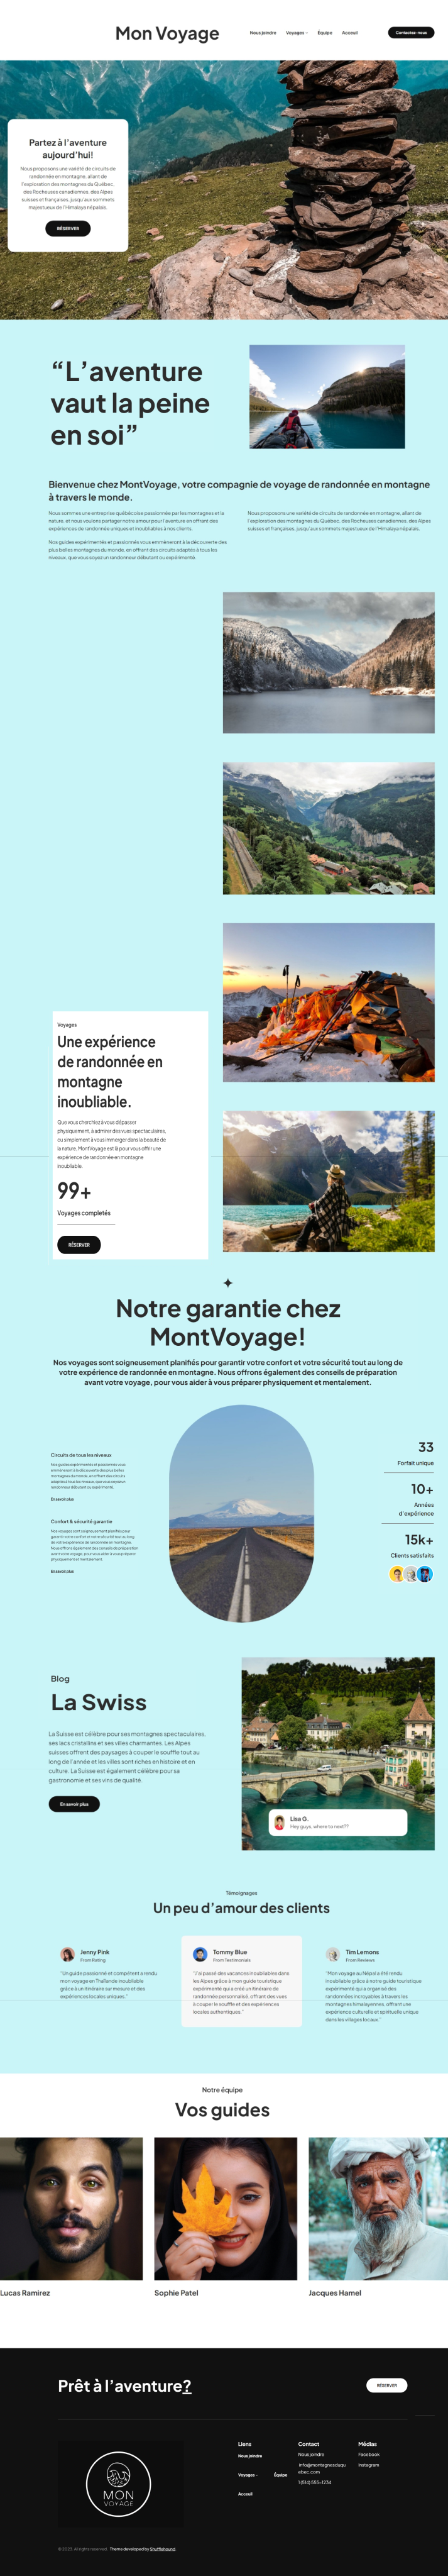 Mon Voyage
Nous joindre
Voyages
Équipe
Acceuil
Contactez-nous
Partez à l'aventure
aujourd'hui!
Nous proposons une variété de circuits de
randonnée en montagne, allant de
l'exploration des montagnes du Québec,
des Rocheuses canadiennes, des Alpes
suisses et françaises, jusqu'aux sommets
majestueux de l'Himalaya népalais.
RÉSERVER
“L'aventure
vaut la peine
en soi”
Bienvenue chez MontVoyage, votre compagnie de voyage de randonnée en montagne
à travers le monde.
Nous sommes une entreprise québécoise passionnée par les montagnes et la
nature, et nous voulons partager notre amour pour l'aventure en offrant des
expériences de randonnée uniques et inoubliables à nos clients.
Nos guides expérimentés et passionnés vous emmèneront à la découverte des
plus belles montagnes du monde, en offrant des circuits adaptés à tous les
niveaux, que vous soyez un randonneur débutant ou expérimenté.
Nous proposons une variété de circuits de randonnée en montagne, allant de
l'exploration des montagnes du Québec, des Rocheuses canadiennes, des Alpes
suisses et françaises, jusqu'aux sommets majestueux de l'Himalaya népalais.
Voyages
Une expérience
de randonnée en
montagne
inoubliable.
Que vous cherchiez à vous dépasser
physiquement, à admirer des vues spectaculaires,
ou simplement à vous immerger dans la beauté de
la nature, MontVoyage est là pour vous offrir une
expérience de randonnée en montagne
inoubliable.
99+
Voyages completés
RÉSERVER
Notre garantie chez
MontVoyage!
Nos voyages sont soigneusement planifiés pour garantir votre confort et votre sécurité tout au long de
votre expérience de randonnée en montagne. Nous offrons également des conseils de préparation
avant votre voyage, pour vous aider à vous préparer physiquement et mentalement.
Circuits de tous les niveaux
Nos guides expérimentés et passionnés vous
emmèneront à la découverte des plus belles
montagnes du monde, en offrant des circuits
adaptés à tous les niveaux, que vous soyez un
randonneur débutant ou expérimenté.
En savoir plus
Confort & sécurité garantie
Nos voyages sont soigneusement planifiés pour
garantir votre confort et votre sécurité tout au long
de votre expérience de randonnée en montagne.
Nous offrons également des conseils de préparation
avant votre voyage, pour vous aider à vous préparer
physiquement et mentalement.
En savoir plus
33
Forfait unique
10+
Années
d'expérience
15k+
Clients satisfaits
Blog
La Swiss
La Suisse est célèbre pour ses montagnes spectaculaires,
ses lacs cristallins et ses villes charmantes. Les Alpes
suisses offrent des paysages à couper le souffle tout au
long de l'année et les villes sont riches en histoire et en
culture. La Suisse est également célèbre pour sa
gastronomie et ses vins de qualité.
En savoir plus
Lisa G.
Hey guys, where to next??
Témoignages
Un peu d'amour des clients
Jenny Pink
From Rating
"Un guide passionné et compétent a rendu
mon voyage en Thaïlande inoubliable
grâce à un itinéraire sur mesure et des
expériences locales uniques."
Tommy Blue
From Testimonials
"J'ai passé des vacances inoubliables dans
les Alpes grâce à mon guide touristique
expérimenté qui a créé un itinéraire de
randonnée personnalisé, offrant des vues
à couper le souffle et des expériences
locales authentiques."
Tim Lemons
From Reviews
"Mon voyage au Népal a été rendu
inoubliable grâce à notre guide touristique
expérimenté qui a organisé des
randonnées incroyables à travers les
montagnes himalayennes, offrant une
expérience culturelle et spirituelle unique
dans les villages locaux."
Notre équipe
Vos guides
Lucas Ramirez
Sophie Patel
Jacques Hamel
Prêt à l'aventure?
RÉSERVER
MON
VOYAGE
Liens
Nous joindre
Voyages
Équipe
Acceuil
Contact
Nous joindre
info@montagnesduqu
ebec.com
1 (514) 555-1234
Médias
Facebook
Instagram
© 2023. All rights reserved. Theme developed by Shufflehound.